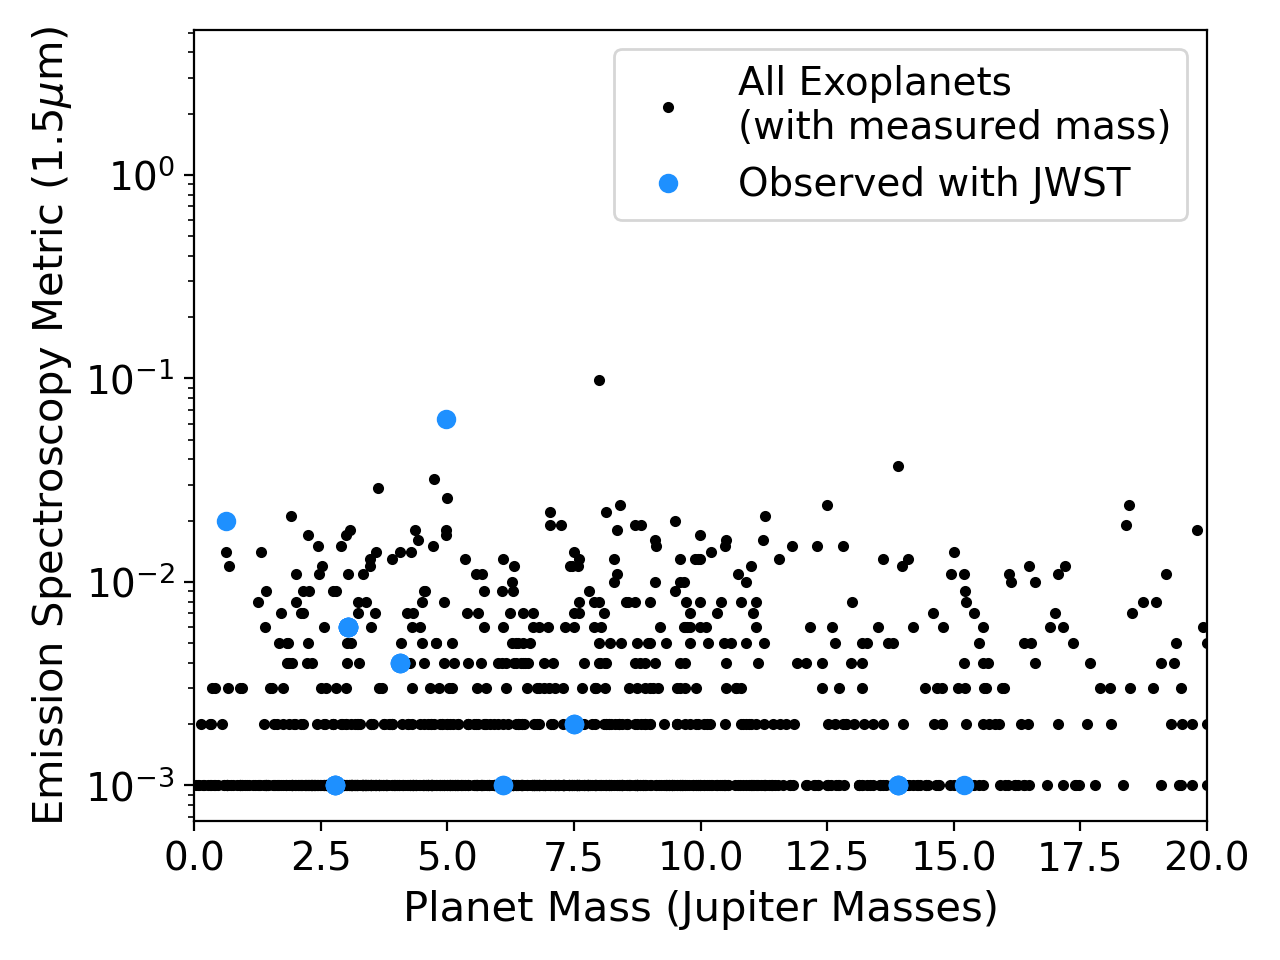 All Exoplanets
(with measured mass)
Observed with JWST
Emission Spectroscopy Metric (1.5μm)
10⁰
10⁻¹
10⁻²
10⁻³
0.0 2.5 5.0 7.5 10.0 12.5 15.0 17.5 20.0
Planet Mass (Jupiter Masses)